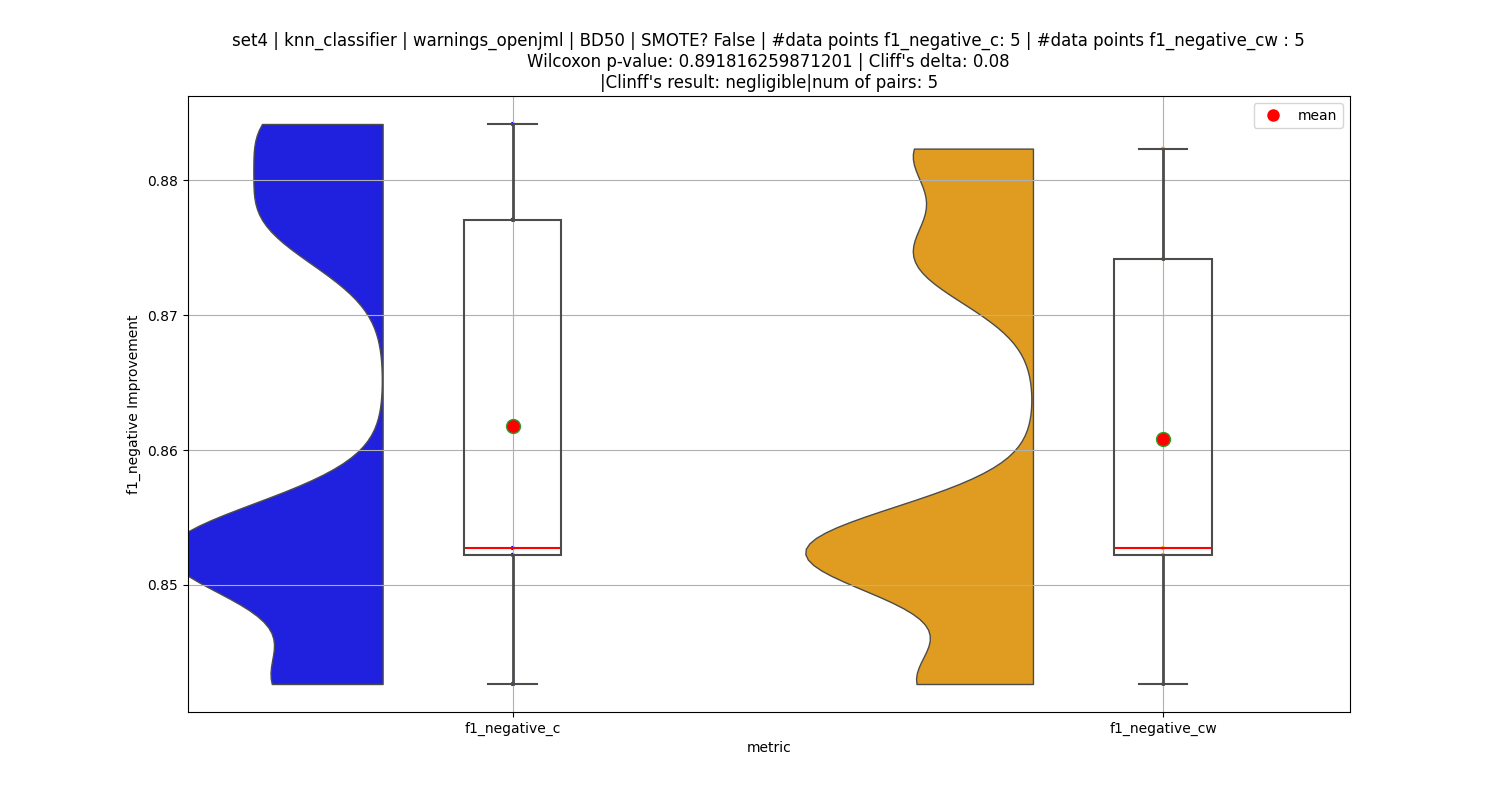 set4 | knn_classifier | warnings_openjml | BD50 | SMOTE? False | #data points f1_negative_c: 5 | #data points f1_negative_cw : 5
Wilcoxon p-value: 0.891816259871201 | Cliff's delta: 0.08
|Clinff's result: negligible|num of pairs: 5
mean
0.88
0.87
0.86
0.85
f1_negative Improvement
f1_negative_c
f1_negative_cw
metric